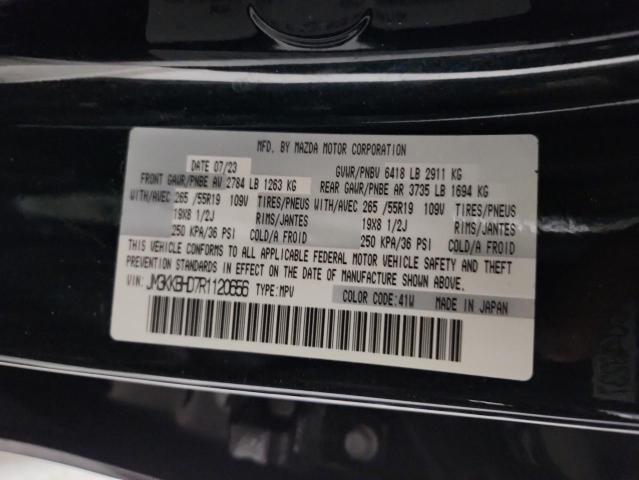 MFD. BY MAZDA MOTOR CORPORATION
DATE 07/23 GVWR/PNBV 6418 LB 2911 KG
FRONT GAWR/PNBE AV 2784 LB 1263 KG REAR GAWR/PNBE AR 3735 LB 1694 KG
WITH/AVEC 265 /55R19 109V TIRES/PNEUS WITH/AVEC 265 /55R19 109V TIRES/PNEUS
19X8 1/2J RIMS/JANTES 19X8 1/2J RIMS/JANTES
250 KPA/36 PSI COLD/A FROID 250 KPA/36 PSI COLD/A FROID
THIS VEHICLE CONFORMS TO ALL APPLICABLE FEDERAL MOTOR VEHICLE SAFETY AND THEFT
PREVENTION STANDARDS IN EFFECT ON THE DATE OF MANUFACTURE SHOWN ABOVE.
VIN: JM3KKBHD7R1120656 TYPE:MPV COLOR CODE:41W MADE IN JAPAN